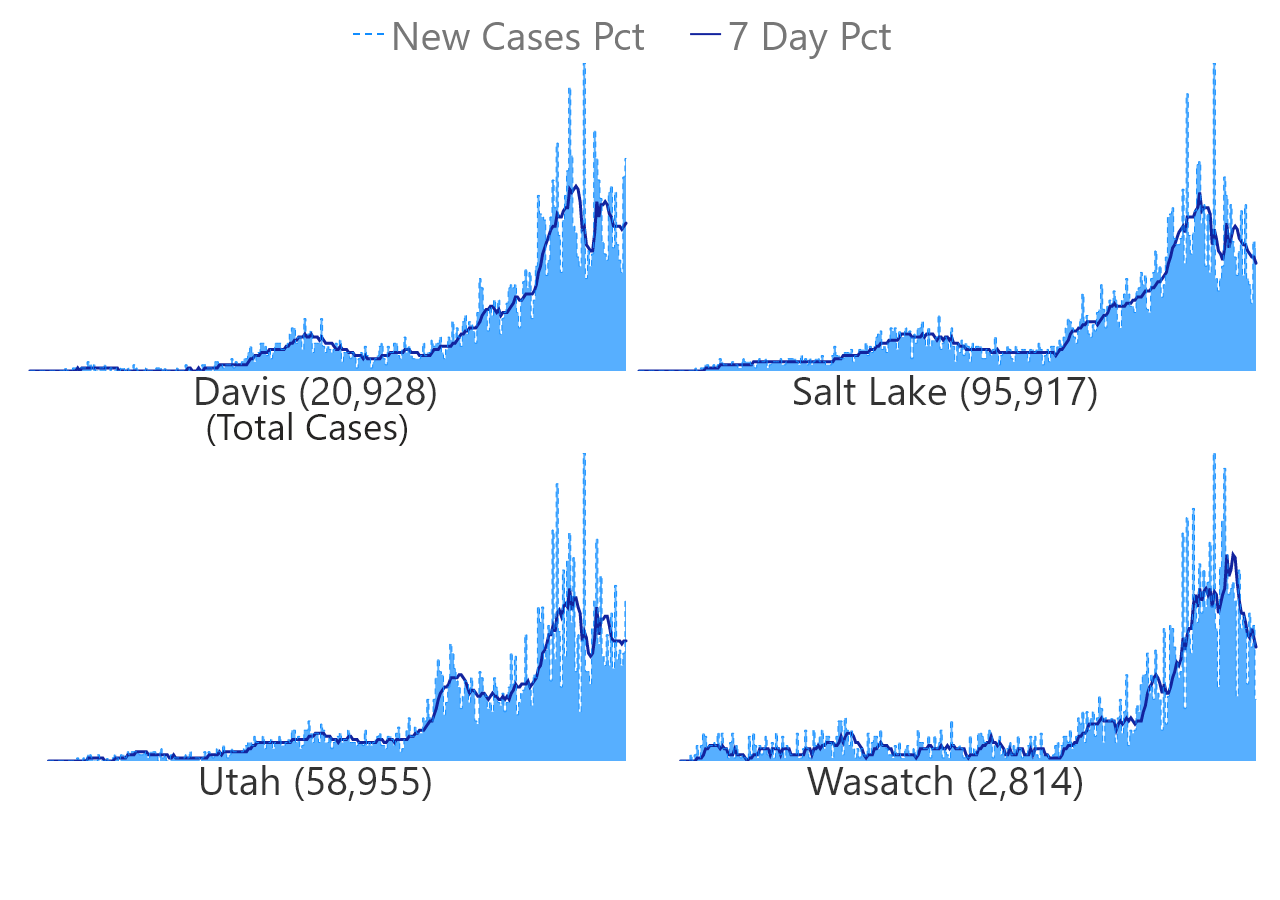 New Cases Pct 7 Day Pct
Davis (20,928)
(Total Cases)
Salt Lake (95,917)
Utah (58,955)
Wasatch (2,814)